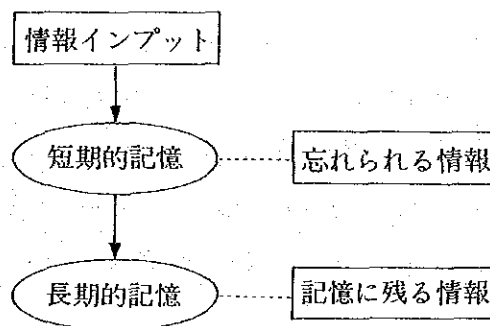 情報インプット
短期的記憶
忘れられる情報
長期的記憶
記憶に残る情報